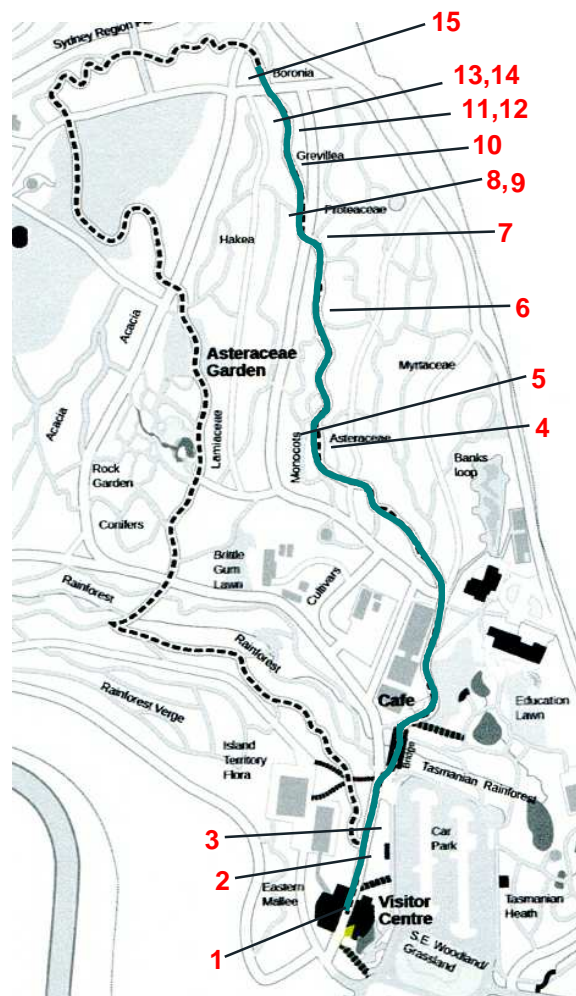 15
Sydney Region
Boronia
13,14
11,12
10
Grevillea
8,9
Proteaceae
7
Hakea
6
Acacia
Asteraceae
Garden
Myrtaceae
5
Acacia
Lamiaceae
Monocots
Asteraceae
4
Rock
Garden
Banks
loop
Conifers
Brittle
Gum
Lawn
Cultivars
Rainforest
Rainforest
Rainforest Verge
Cafe
Education
Lawn
Island
Territory
Flora
Bridge
Tasmanian Rainforest
3
Car
Park
2
Eastern
Mallee
Visitor
Centre
Tasmanian
Heath
1
S.E. Woodland/
Grassland